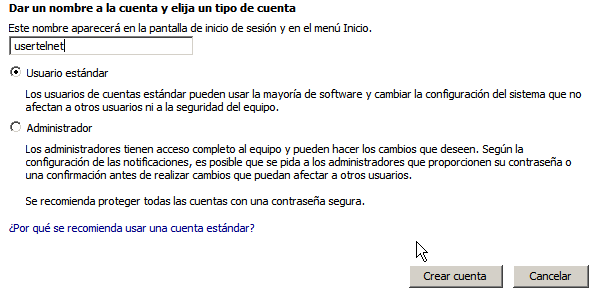 Dar un nombre a la cuenta y elija un tipo de cuenta
Este nombre aparecerá en la pantalla de inicio de sesión y en el menú Inicio.
usertelnet
Usuario estándar
Los usuarios de cuentas estándar pueden usar la mayoría de software y cambiar la configuración del sistema que no
afectan a otros usuarios ni a la seguridad del equipo.
Administrador
Los administradores tienen acceso completo al equipo y pueden hacer los cambios que deseen. Según la
configuración de las notificaciones, es posible que se pida a los administradores que proporcionen su contraseña o
una confirmación antes de realizar cambios que puedan afectar a otros usuarios.
Se recomienda proteger todas las cuentas con una contraseña segura.
¿Por qué se recomienda usar una cuenta estándar?
Crear cuenta Cancelar